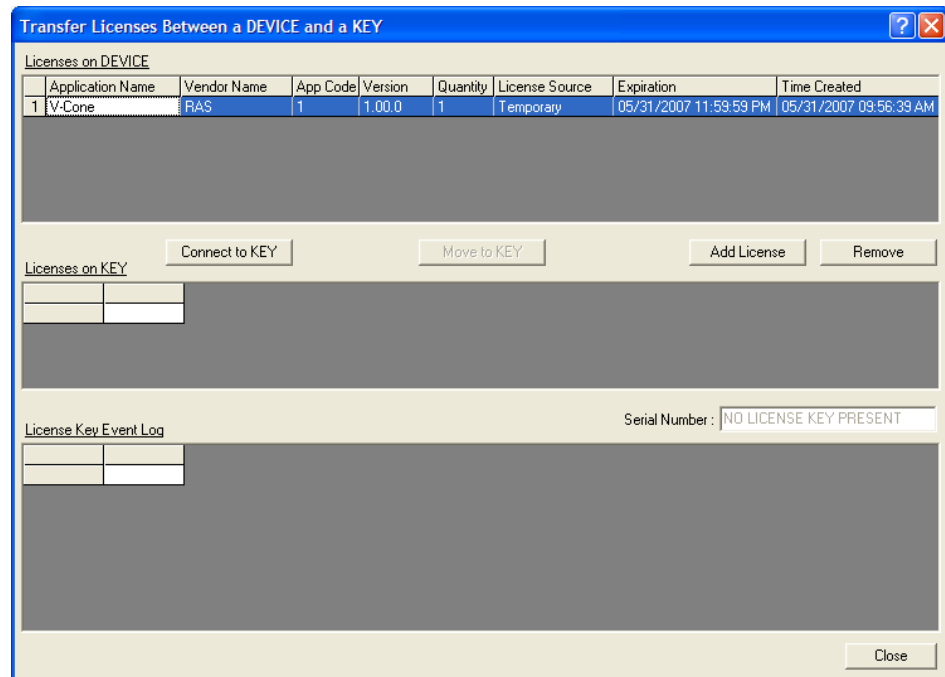 Transfer Licenses Between a DEVICE and a KEY
Licenses on DEVICE
Application Name Vendor Name App Code Version Quantity License Source Expiration Time Created
1 V-Cone RAS 1 1.00.0 1 Temporary 05/31/2007 11:59:59 PM 05/31/2007 09:56:39 AM
Connect to KEY Move to KEY Add License Remove
Licenses on KEY
Serial Number : NO LICENSE KEY PRESENT
License Key Event Log
Close